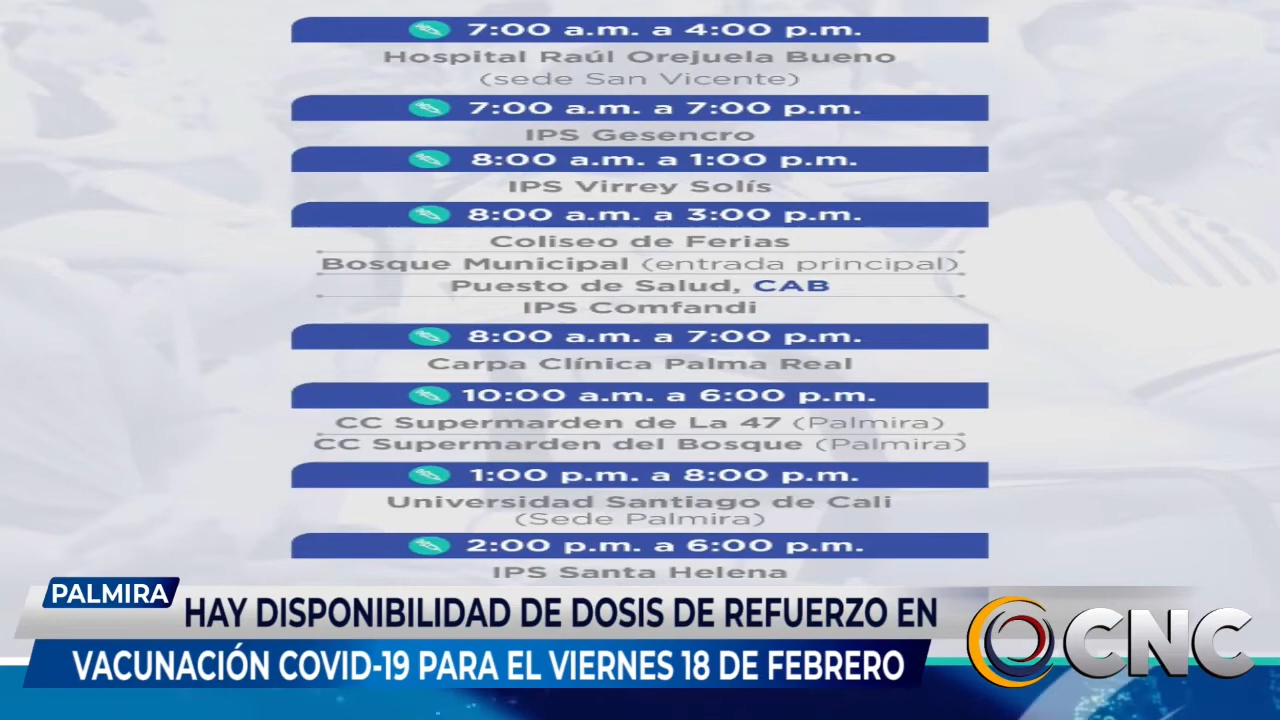 7:00 a.m. a 4:00 p.m.
Hospital Raúl Orejuela Bueno
(sede San Vicente)
7:00 a.m. a 7:00 p.m.
IPS Gesencro
8:00 a.m. a 1:00 p.m.
IPS Virrey Solís
8:00 a.m. a 3:00 p.m.
Coliseo de Ferias
Bosque Municipal (entrada principal)
Puesto de Salud, CAB
IPS Comfandi
8:00 a.m. a 7:00 p.m.
Carpa Clínica Palma Real
10:00 a.m. a 6:00 p.m.
CC Supermarden de La 47 (Palmira)
CC Supermarden del Bosque (Palmira)
1:00 p.m. a 8:00 p.m.
Universidad Santiago de Cali
(Sede Palmira)
2:00 p.m. a 6:00 p.m.
IPS Santa Helena
PALMIRA
HAY DISPONIBILIDAD DE DOSIS DE REFUERZO EN
VACUNACIÓN COVID-19 PARA EL VIERNES 18 DE FEBRERO
CNC